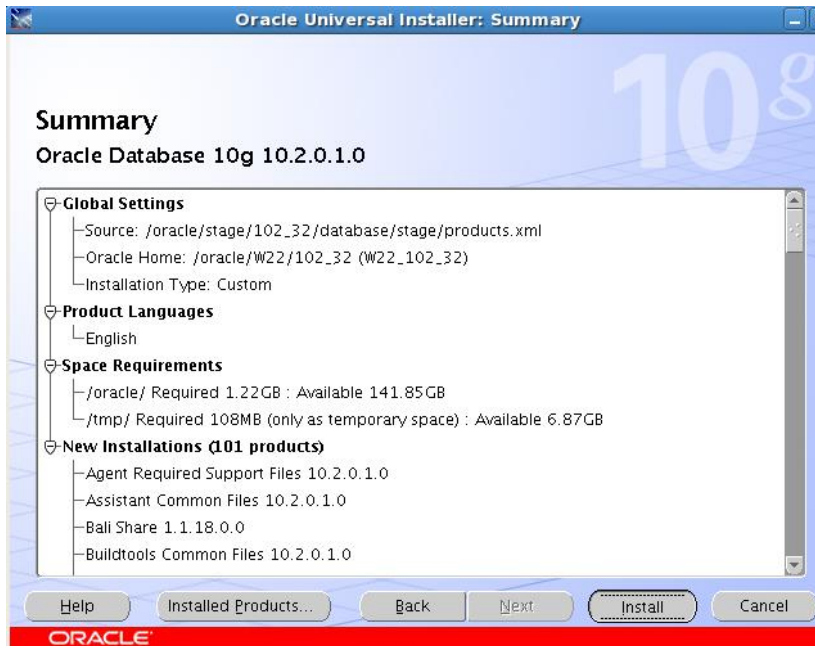 Oracle Universal Installer: Summary
10g
Summary
Oracle Database 10g 10.2.0.1.0
Global Settings
Source: /oracle/stage/102_32/database/stage/products.xml
Oracle Home: /oracle/W22/102_32 (W22_102_32)
Installation Type: Custom
Product Languages
English
Space Requirements
/oracle/ Required 1.22GB : Available 141.85GB
/tmp/ Required 108MB (only as temporary space) : Available 6.87GB
New Installations (101 products)
Agent Required Support Files 10.2.0.1.0
Assistant Common Files 10.2.0.1.0
Bali Share 1.1.18.0.0
Buildtools Common Files 10.2.0.1.0
Help Installed Products... Back Next Install Cancel
ORACLE